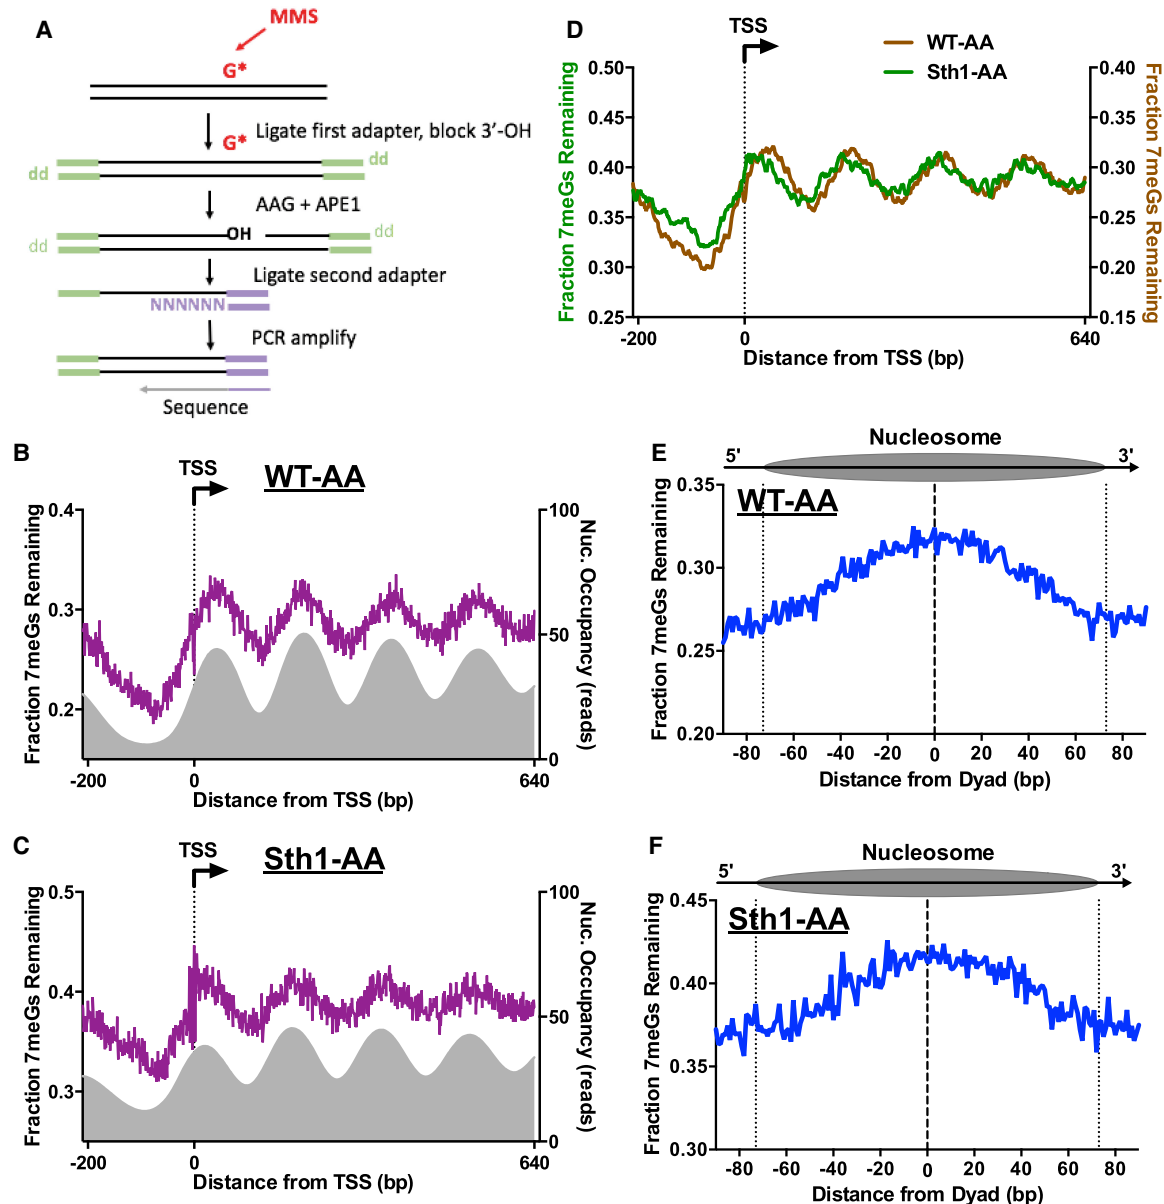 A
MMS
G*
Ligate first adapter, block 3'-OH
G*
dd
dd
AAG + APE1
OH
dd
dd
Ligate second adapter
NNNNNN
PCR amplify
Sequence
D
TSS
WT-AA
Sth1-AA
Fraction 7meGs Remaining
0.50
0.45
0.40
0.35
0.30
0.25
0.40
0.35
0.30
0.25
0.20
0.15
Fraction 7meGs Remaining
-200
0
640
Distance from TSS (bp)
B
TSS
WT-AA
Fraction 7meGs Remaining
0.4
0.3
0.2
100
50
0
Nuc. Occupancy (reads)
-200
0
640
Distance from TSS (bp)
E
Nucleosome
5'
3'
WT-AA
Fraction 7meGs Remaining
0.35
0.30
0.25
0.20
-80 -60 -40 -20 0 20 40 60 80
Distance from Dyad (bp)
C
TSS
Sth1-AA
Fraction 7meGs Remaining
0.5
0.4
0.3
100
50
0
Nuc. Occupancy (reads)
-200
0
640
Distance from TSS (bp)
F
Nucleosome
5'
3'
Sth1-AA
Fraction 7meGs Remaining
0.45
0.40
0.35
0.30
-80 -60 -40 -20 0 20 40 60 80
Distance from Dyad (bp)